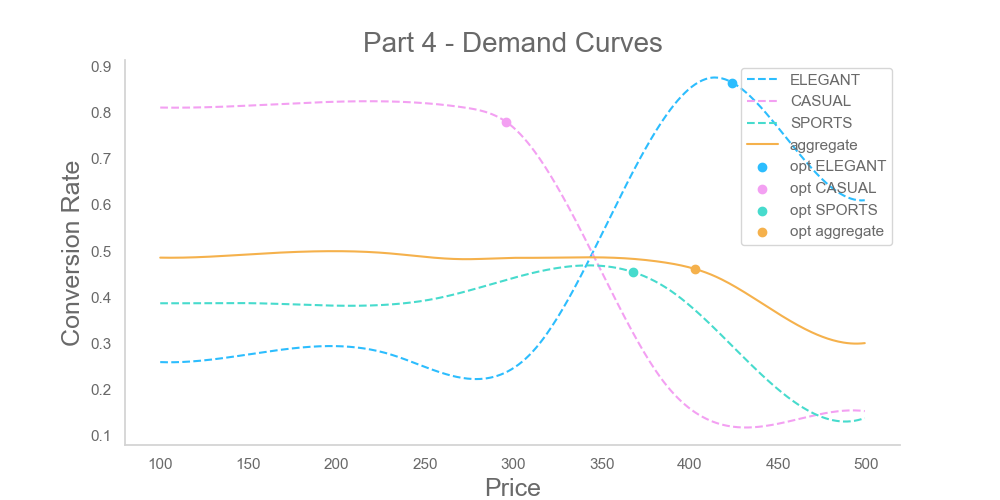 Part 4 - Demand Curves
Conversion Rate
0.9
0.8
0.7
0.6
0.5
0.4
0.3
0.2
0.1
ELEGANT
CASUAL
SPORTS
aggregate
opt ELEGANT
opt CASUAL
opt SPORTS
opt aggregate
100 150 200 250 300 350 400 450 500
Price